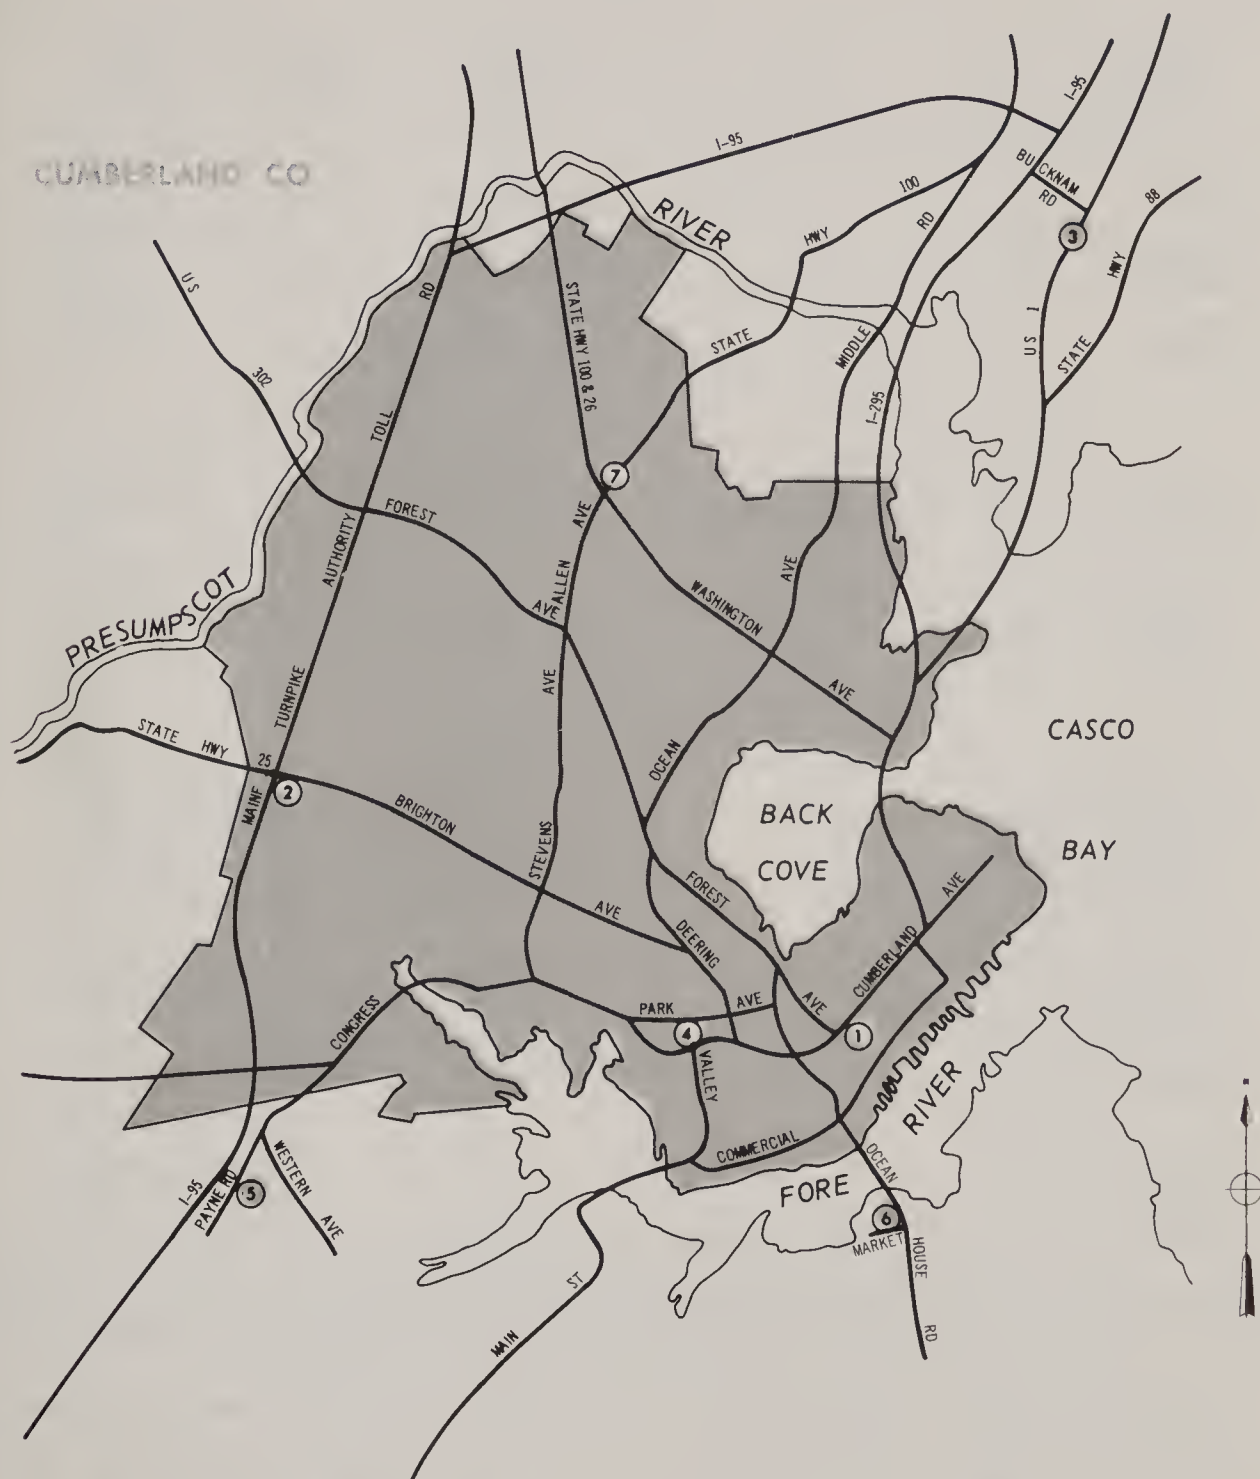 CUMBERLAND CO
I-95
I-95
BUCKNAM
RD
100
88
RIVER
RD
HWY
3
HWY
US
RD
STATE HWY 100 & 26
US 1
STATE
STATE
MIDDLE
302
I-295
TOLL
7
FOREST
AVE
AUTHORITY
AVE
ALLEN
AVE
WASHINGTON
PRESUMPSCOT
AVE
AVE
TURNPIKE
STATE HWY 25
OCEAN
CASCO
2
MAINE
BRIGHTON
BACK
COVE
BAY
STEVENS
FOREST
AVE
AVE
DEERING
CUMBERLAND
CONGRESS
PARK AVE
AVE
4
1
VALLEY
RIVER
COMMERCIAL
OCEAN
WESTERN
AVE
I-95
PAYNE RD
5
FORE
6
MARKET
HOUSE
RD
MAIN ST